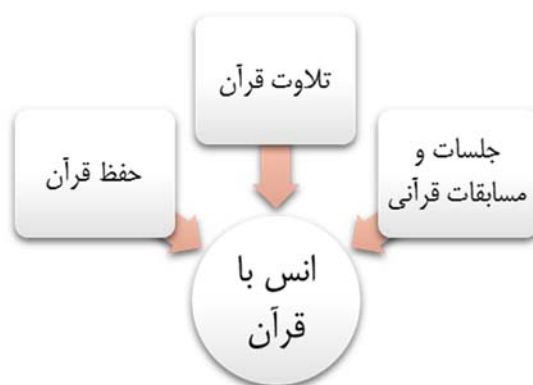 تلاوت قرآن
جلسات و
مسابقات قرآنی
حفظ قرآن
انس با
قرآن